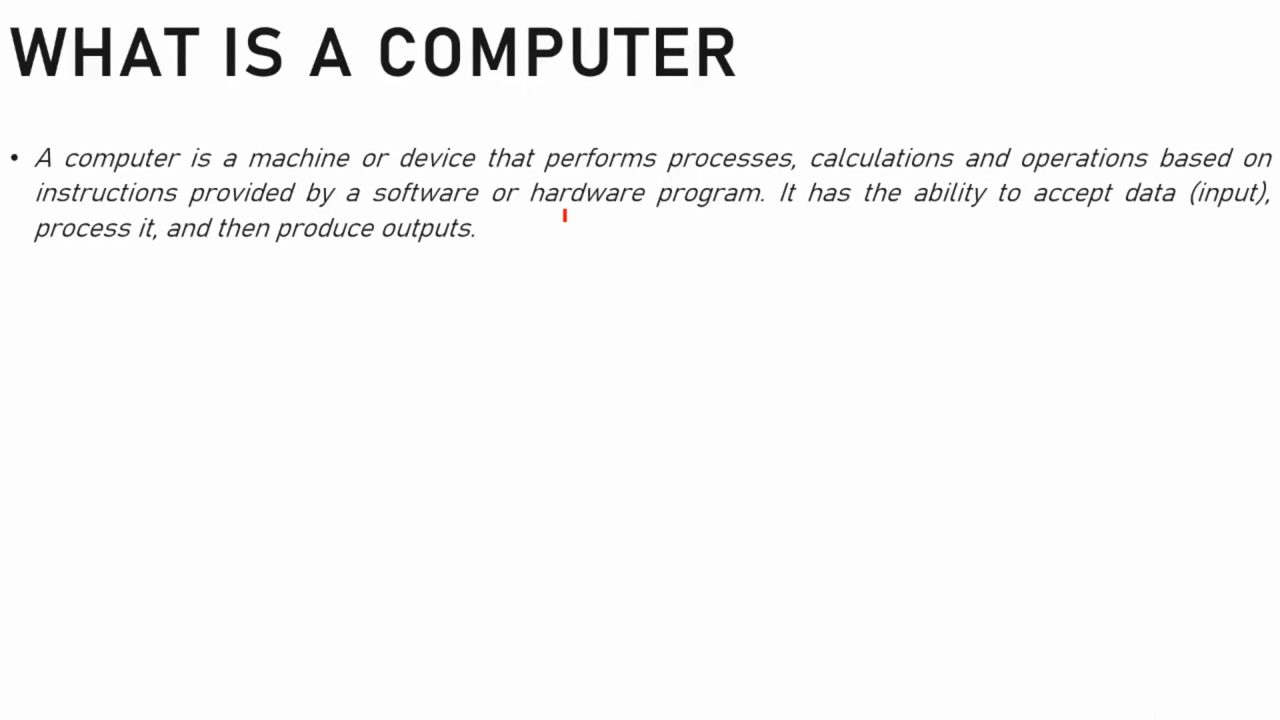 WHAT IS A COMPUTER
• A computer is a machine or device that performs processes, calculations and operations based on
instructions provided by a software or hardware program. It has the ability to accept data (input),
process it, and then produce outputs.